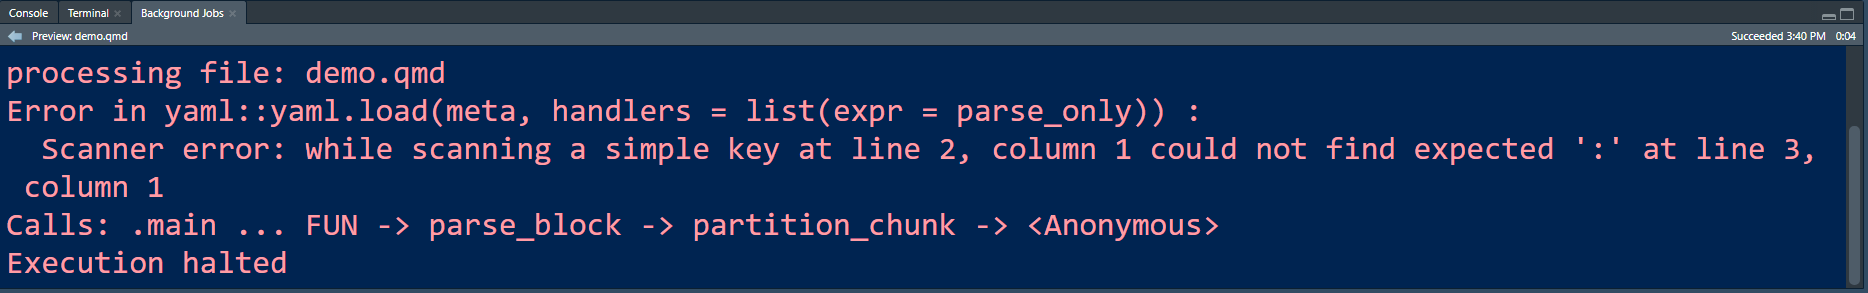 Console Terminal Background Jobs
Preview: demo.qmd Succeeded 3:40 PM 0:04
processing file: demo.qmd
Error in yaml::yaml.load(meta, handlers = list(expr = parse_only)) :
  Scanner error: while scanning a simple key at line 2, column 1 could not find expected ':' at line 3,
 column 1
Calls: .main ... FUN -> parse_block -> partition_chunk -> <Anonymous>
Execution halted